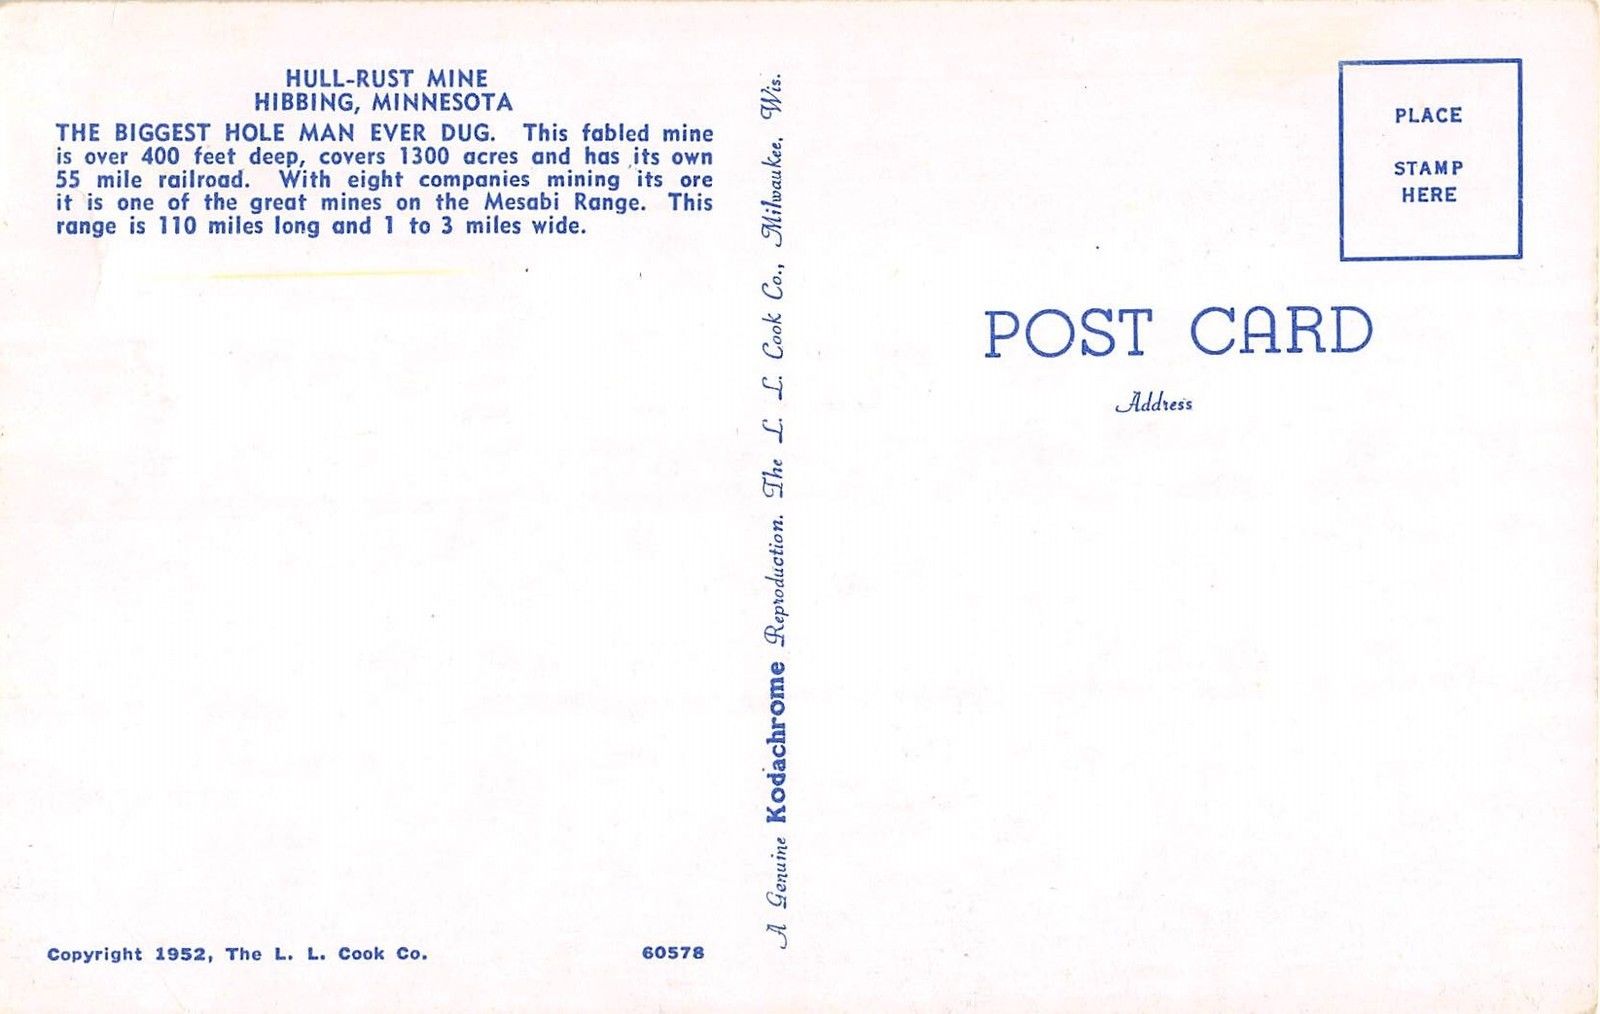 HULL-RUST MINE
HIBBING, MINNESOTA
THE BIGGEST HOLE MAN EVER DUG. This fabled mine
is over 400 feet deep, covers 1300 acres and has its own
55 mile railroad. With eight companies mining its ore
it is one of the great mines on the Mesabi Range. This
range is 110 miles long and 1 to 3 miles wide.
Copyright 1952, The L. L. Cook Co.
60578
A Genuine Kodachrome Reproduction. The L. L. Cook Co., Milwaukee, Wis.
PLACE
STAMP
HERE
POST CARD
Address